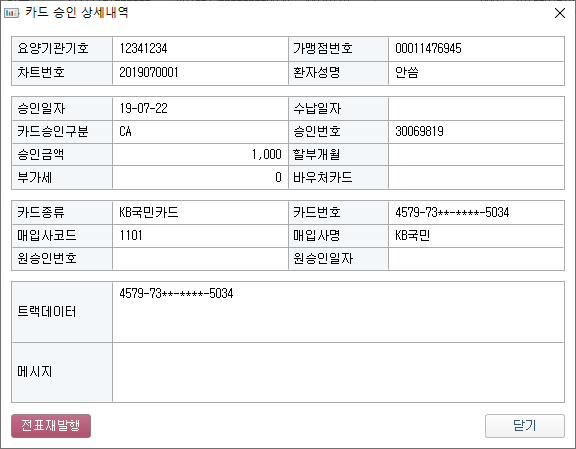 카드 승인 상세내역
요양기관기호 12341234 가맹점번호 00011476945
차트번호 2019070001 환자성명 안씀
승인일자 19-07-22 수납일자
카드승인구분 CA 승인번호 30069819
승인금액 1,000 할부개월
부가세 0 바우처카드
카드종류 KB국민카드 카드번호 4579-73**-****-5034
매입사코드 1101 매입사명 KB국민
원승인번호 원승인일자
트랙데이터 4579-73**-****-5034
메시지
전표재발행 닫기